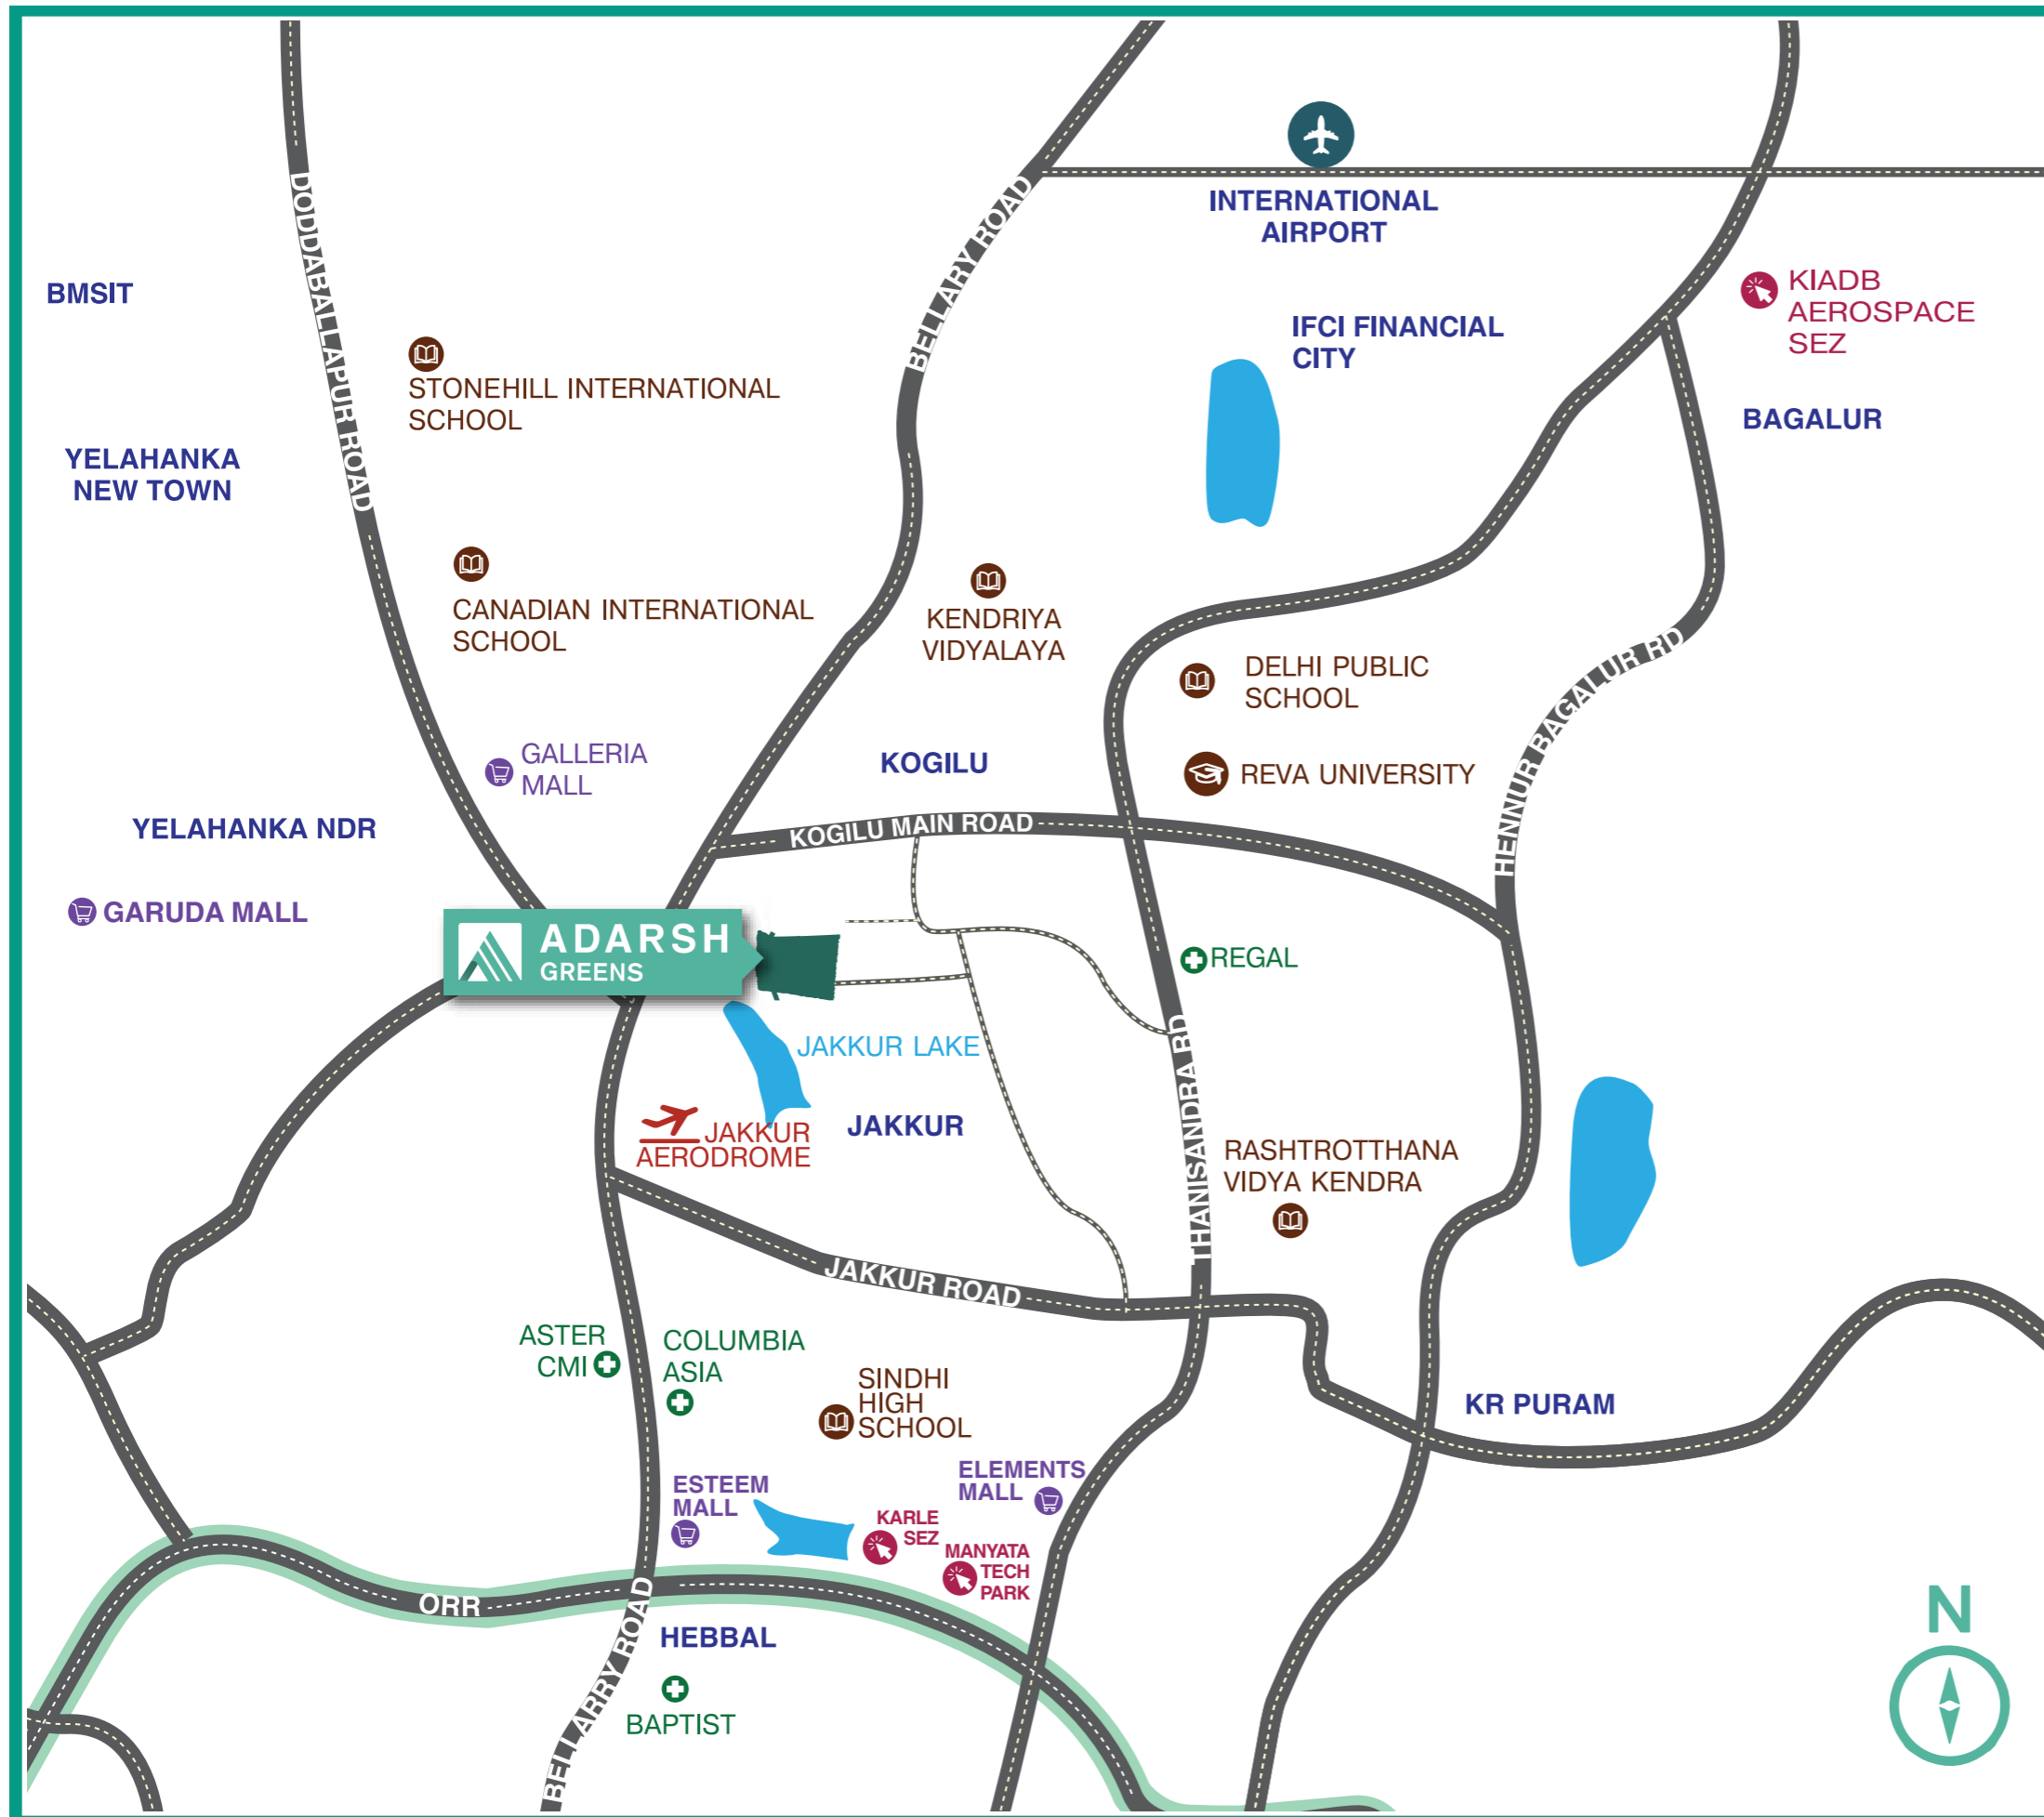 DODDABALLAPUR ROAD
BELLARY ROAD
INTERNATIONAL
AIRPORT
BMSIT
KIADB
AEROSPACE
SEZ
IFCI FINANCIAL
CITY
STONEHILL INTERNATIONAL
SCHOOL
BAGALUR
YELAHANKA
NEW TOWN
CANADIAN INTERNATIONAL
SCHOOL
KENDRIYA
VIDYALAYA
DELHI PUBLIC
SCHOOL
HENNUR BAGALUR RD
GALLERIA
MALL
KOGILU
REVA UNIVERSITY
YELAHANKA NDR
KOGILU MAIN ROAD
GARUDA MALL
ADARSH
GREENS
REGAL
JAKKUR LAKE
THANISANDRA RD
JAKKUR
AERODROME
JAKKUR
RASHTROTTHANA
VIDYA KENDRA
JAKKUR ROAD
ASTER
CMI
COLUMBIA
ASIA
SINDHI
HIGH
SCHOOL
KR PURAM
ESTEEM
MALL
ELEMENTS
MALL
KARLE
SEZ
MANYATA
TECH
PARK
ORR
HEBBAL
BELLARRY ROAD
BAPTIST
N